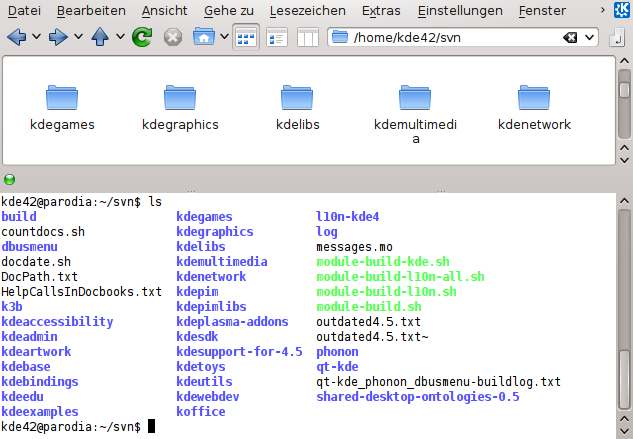 Datei Bearbeiten Ansicht Gehe zu Lesezeichen Extras Einstellungen Fenster
/home/kde42/svn
kdegames kdegraphics kdelibs kdemultimedi
a kdenetwork
kde42@parodia:~/svn$ ls
build kdegames l10n-kde4
countdocs.sh kdegraphics log
dbusmenu kdelibs messages.mo
docdate.sh kdemultimedia module-build-kde.sh
DocPath.txt kdenetwork module-build-l10n-all.sh
HelpCallsInDocbooks.txt kdepim module-build-l10n.sh
k3b kdepimlibs module-build.sh
kdeaccessibility kdeplasma-addons outdated4.5.txt
kdeadmin kdesdk outdated4.5.txt~
kdeartwork kdesupport-for-4.5 phonon
kdebase kdetoys qt-kde
kdebindings kdeutils qt-kde_phonon_dbusmenu-buildlog.txt
kdeedu kdewebdev shared-desktop-ontologies-0.5
kdeexamples koffice
kde42@parodia:~/svn$